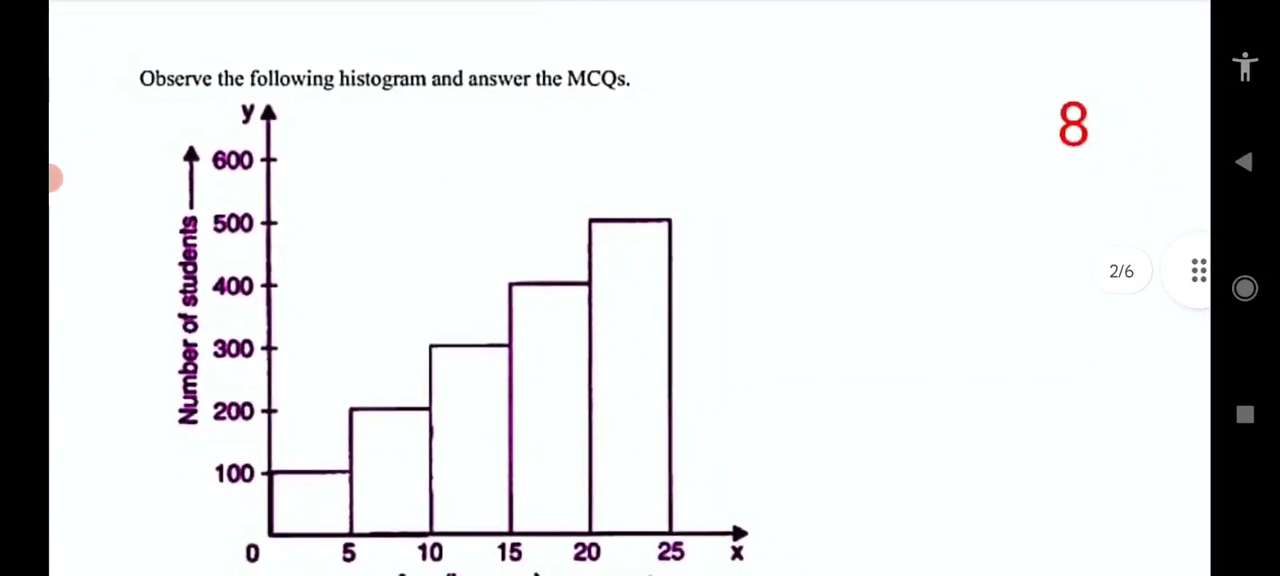 Observe the following histogram and answer the MCQs.
8
y
600
500
400
300
200
100
Number of students
2/6
0 5 10 15 20 25 x